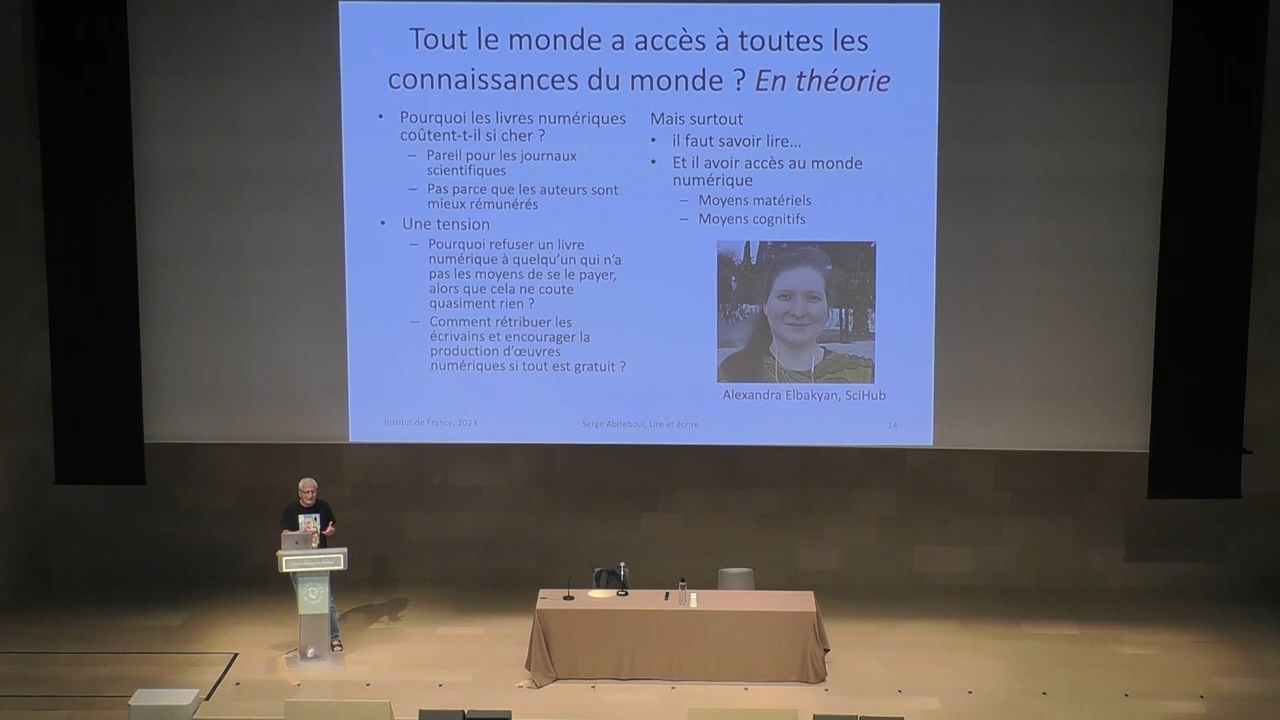 Tout le monde a accès à toutes les
connaissances du monde ? En théorie
• Pourquoi les livres numériques
coûtent-t-il si cher ?
– Pareil pour les journaux
scientifiques
– Pas parce que les auteurs sont
mieux rémunérés
• Une tension
– Pourquoi refuser un livre
numérique à quelqu'un qui n'a
pas les moyens de se le payer,
alors que cela ne coute
quasiment rien ?
– Comment rétribuer les
écrivains et encourager la
production d'œuvres
numériques si tout est gratuit ?
Mais surtout
• il faut savoir lire…
• Et il avoir accès au monde
numérique
– Moyens matériels
– Moyens cognitifs
Alexandra Elbakyan, SciHub
Institut de France, 2023
Serge Abiteboul, Lire et écrire
14